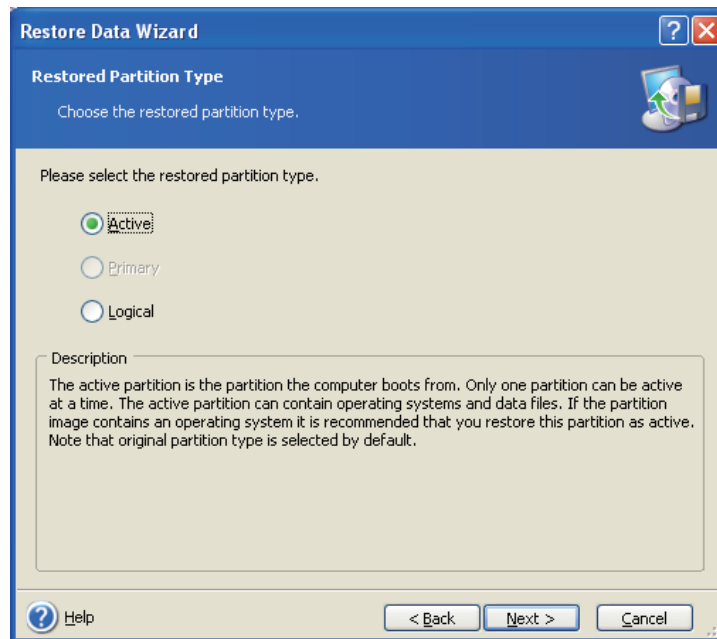 Restore Data Wizard
?
Restored Partition Type
Choose the restored partition type.
Please select the restored partition type.
Active
Primary
Logical
Description
The active partition is the partition the computer boots from. Only one partition can be active
at a time. The active partition can contain operating systems and data files. If the partition
image contains an operating system it is recommended that you restore this partition as active.
Note that original partition type is selected by default.
? Help
< Back
Next >
Cancel